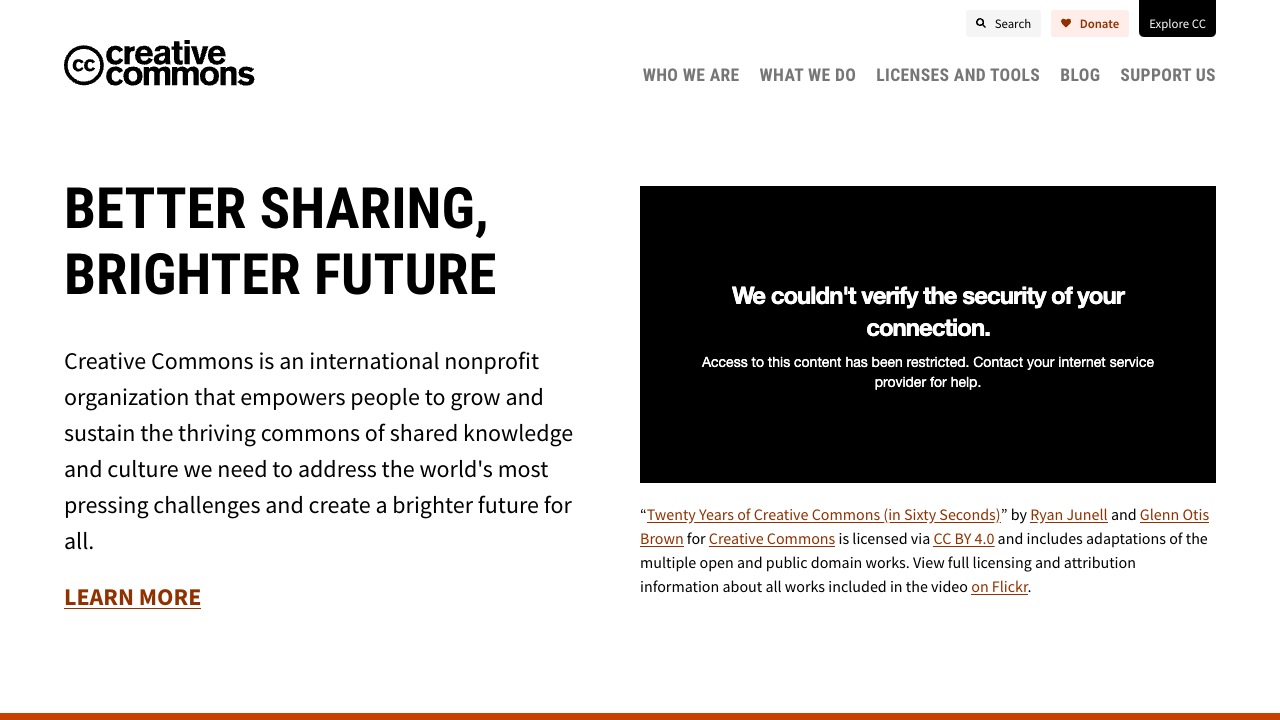 Search
Donate
Explore CC
cc creative
commons
WHO WE ARE WHAT WE DO LICENSES AND TOOLS BLOG SUPPORT US
BETTER SHARING,
BRIGHTER FUTURE
Creative Commons is an international nonprofit
organization that empowers people to grow and
sustain the thriving commons of shared knowledge
and culture we need to address the world's most
pressing challenges and create a brighter future for
all.
LEARN MORE
We couldn't verify the security of your
connection.
Access to this content has been restricted. Contact your internet service
provider for help.
“Twenty Years of Creative Commons (in Sixty Seconds)” by Ryan Junell and Glenn Otis
Brown for Creative Commons is licensed via CC BY 4.0 and includes adaptations of the
multiple open and public domain works. View full licensing and attribution
information about all works included in the video on Flickr.